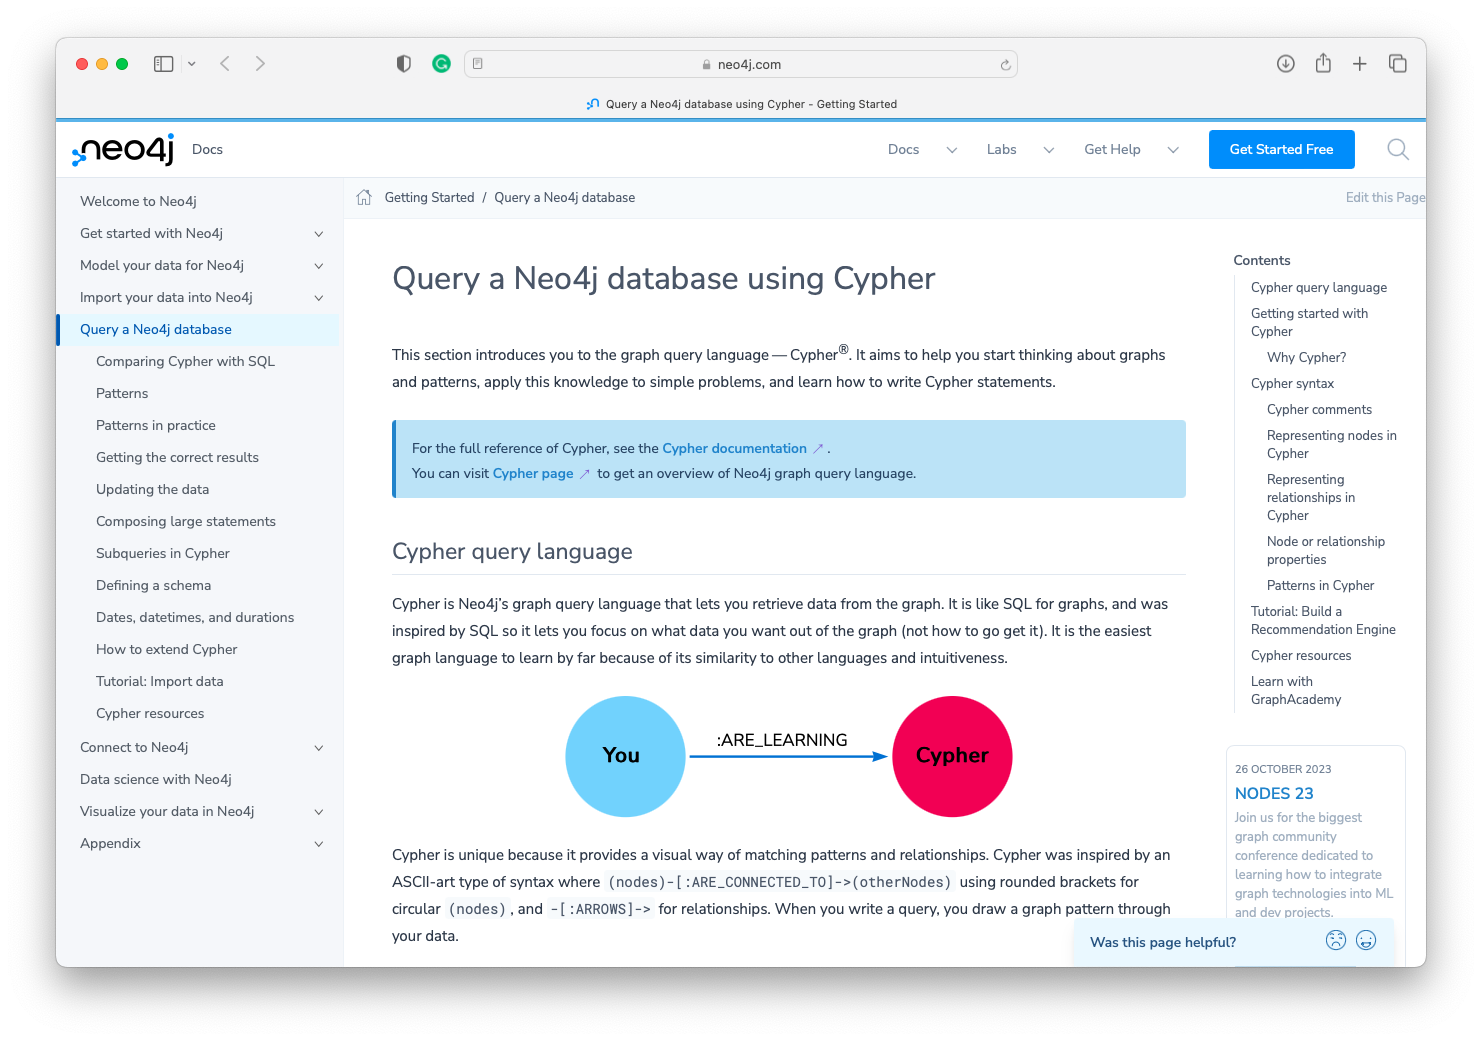 neo4j.com
Query a Neo4j database using Cypher - Getting Started
neo4j Docs
Docs
Labs
Get Help
Get Started Free
Welcome to Neo4j
Get started with Neo4j
Model your data for Neo4j
Import your data into Neo4j
Query a Neo4j database
Comparing Cypher with SQL
Patterns
Patterns in practice
Getting the correct results
Updating the data
Composing large statements
Subqueries in Cypher
Defining a schema
Dates, datetimes, and durations
How to extend Cypher
Tutorial: Import data
Cypher resources
Connect to Neo4j
Data science with Neo4j
Visualize your data in Neo4j
Appendix
Getting Started / Query a Neo4j database
Edit this Page
Query a Neo4j database using Cypher
This section introduces you to the graph query language — Cypher®. It aims to help you start thinking about graphs
and patterns, apply this knowledge to simple problems, and learn how to write Cypher statements.
For the full reference of Cypher, see the Cypher documentation ↗ .
You can visit Cypher page ↗ to get an overview of Neo4j graph query language.
Cypher query language
Cypher is Neo4j’s graph query language that lets you retrieve data from the graph. It is like SQL for graphs, and was
inspired by SQL so it lets you focus on what data you want out of the graph (not how to go get it). It is the easiest
graph language to learn by far because of its similarity to other languages and intuitiveness.
You
:ARE_LEARNING
Cypher
Cypher is unique because it provides a visual way of matching patterns and relationships. Cypher was inspired by an
ASCII-art type of syntax where (nodes)-[:ARE_CONNECTED_TO]->(otherNodes) using rounded brackets for
circular (nodes) , and -[:ARROWS]-> for relationships. When you write a query, you draw a graph pattern through
your data.
Contents
Cypher query language
Getting started with
Cypher
Why Cypher?
Cypher syntax
Cypher comments
Representing nodes in
Cypher
Representing
relationships in
Cypher
Node or relationship
properties
Patterns in Cypher
Tutorial: Build a
Recommendation Engine
Cypher resources
Learn with
GraphAcademy
26 OCTOBER 2023
NODES 23
Join us for the biggest
graph community
conference dedicated to
learning how to integrate
graph technologies into ML
and dev projects.
Was this page helpful?